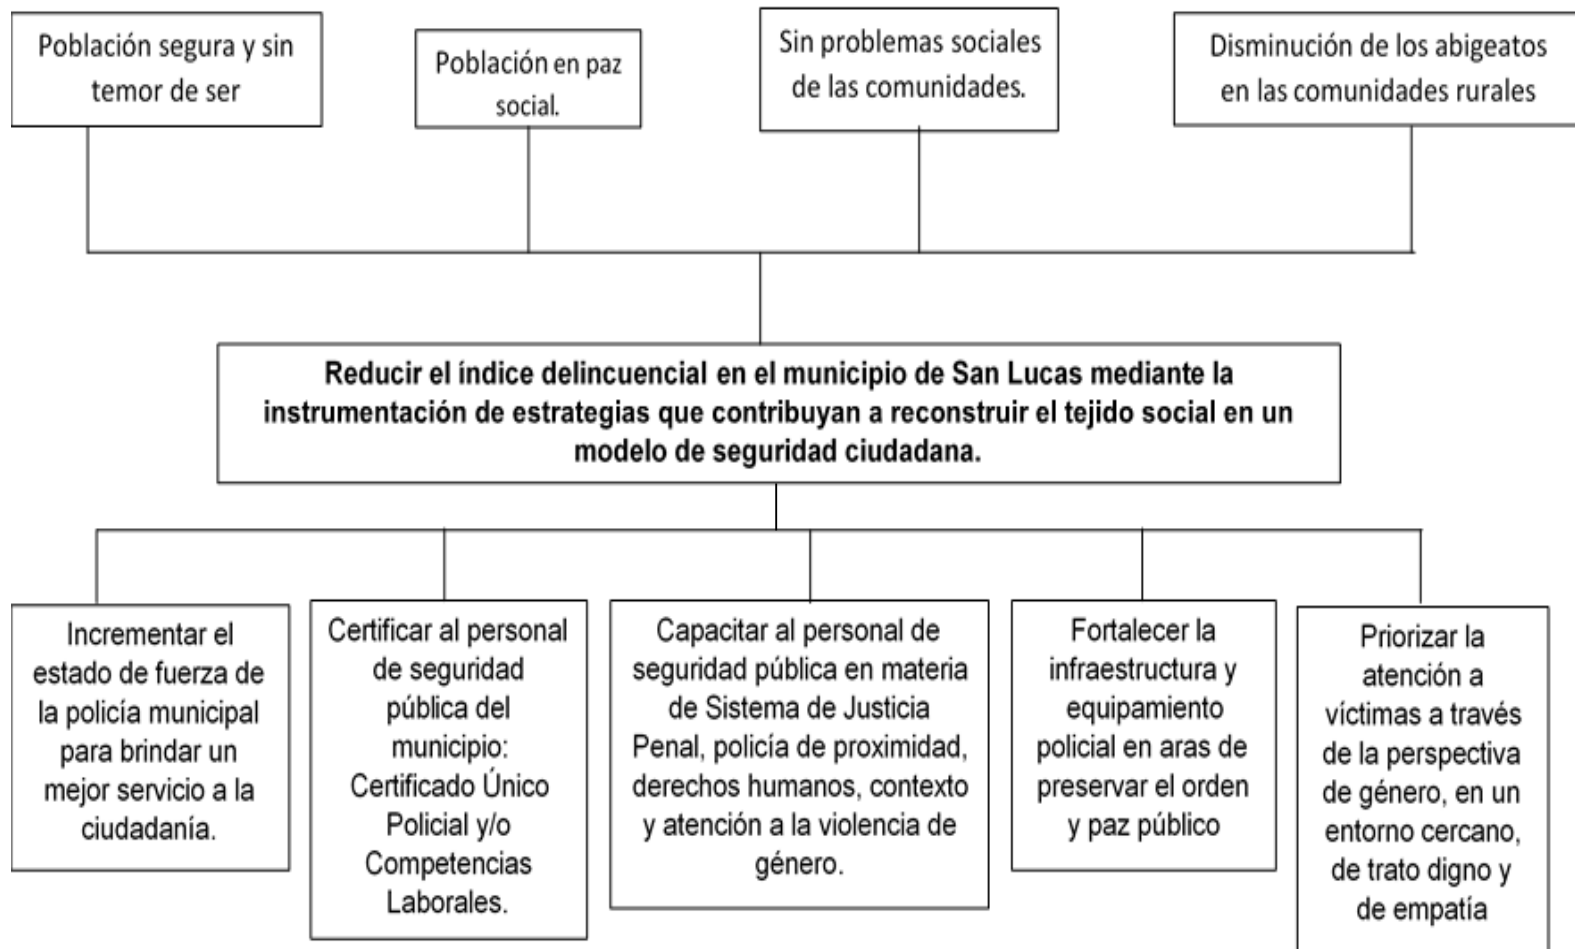 Población segura y sin
temor de ser
Población en paz
social.
Sin problemas sociales
de las comunidades.
Disminución de los abigeatos
en las comunidades rurales
Reducir el índice delincuencial en el municipio de San Lucas mediante la
instrumentación de estrategias que contribuyan a reconstruir el tejido social en un
modelo de seguridad ciudadana.
Incrementar el
estado de fuerza de
la policía municipal
para brindar un
mejor servicio a la
ciudadanía.
Certificar al personal
de seguridad
pública del
municipio:
Certificado Único
Policial y/o
Competencias
Laborales.
Capacitar al personal de
seguridad pública en materia
de Sistema de Justicia
Penal, policía de proximidad,
derechos humanos, contexto
y atención a la violencia de
género.
Fortalecer la
infraestructura y
equipamiento
policial en aras de
preservar el orden
y paz público
Priorizar la
atención a
víctimas a través
de la perspectiva
de género, en un
entorno cercano,
de trato digno y
de empatía